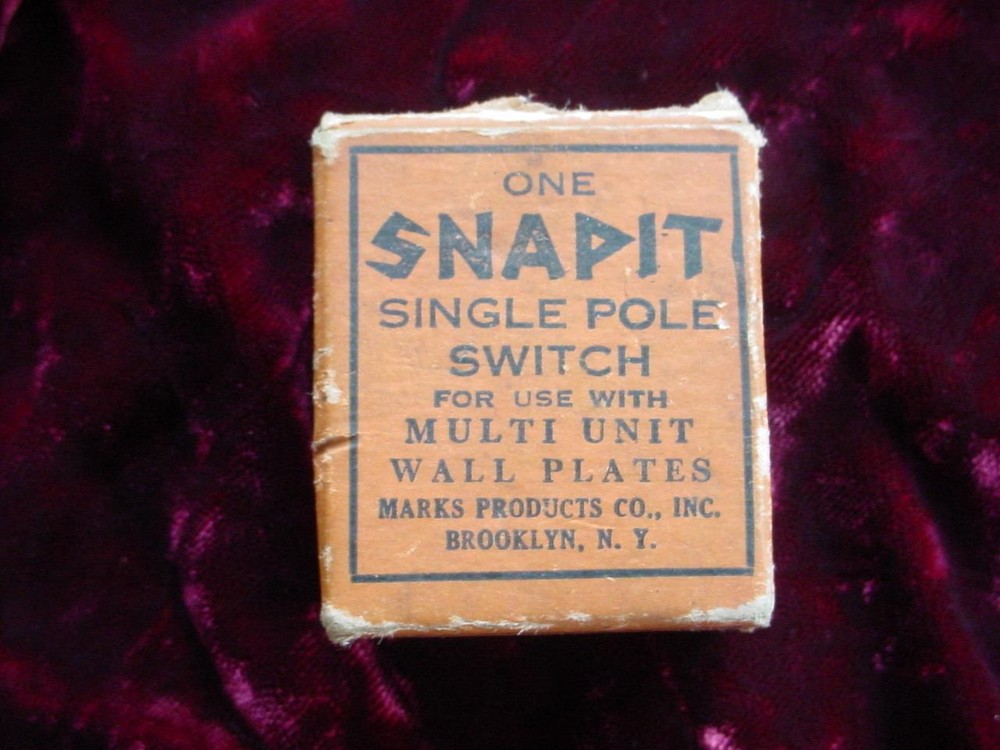 ONE
SNAPIT
SINGLE POLE
SWITCH
FOR USE WITH
MULTI UNIT
WALL PLATES
MARKS PRODUCTS CO., INC.
BROOKLYN, N. Y.